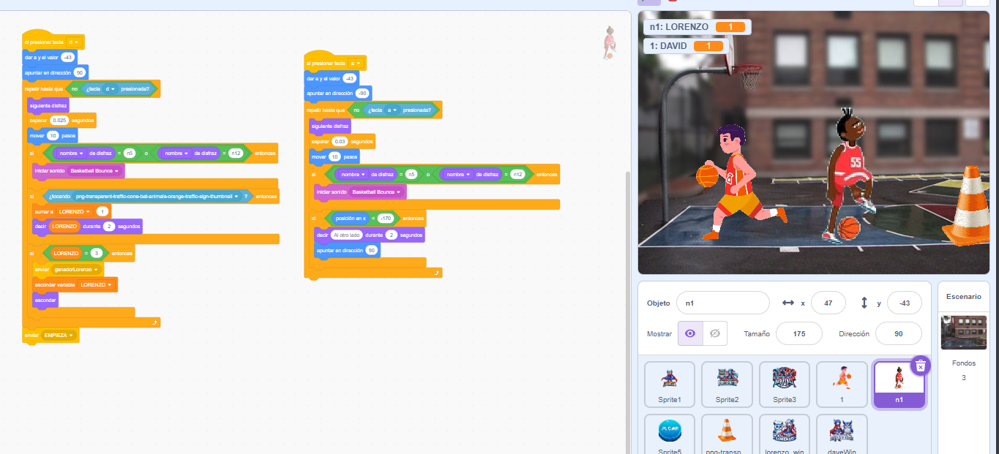 al presionar tecla d
dar a y el valor -43
apuntar en dirección 90
repetir hasta que no ¿tecla d presionada?
siguiente disfraz
esperar 0.025 segundos
mover 10 pasos
si nombre de disfraz = n5 o nombre de disfraz = n12 entonces
Iniciar sonido Basketball Bounce
si ¿tocando png-transparent-traffic-cone-bat-animals-orange-traffic-sign-thumbnail ? entonces
sumar a LORENZO 1
decir LORENZO durante 2 segundos
si LORENZO = 3 entonces
enviar ganadorLorenzo
esconder variable LORENZO
esconder
enviar EMPIEZA
al presionar tecla a
dar a y el valor -43
apuntar en dirección -90
repetir hasta que no ¿tecla a presionada?
siguiente disfraz
esperar 0.03 segundos
mover 10 pasos
si nombre de disfraz = n5 o nombre de disfraz = n12 entonces
Iniciar sonido Basketball Bounce
si posición en x < -170 entonces
decir Al otro lado durante 2 segundos
apuntar en dirección 90
n1: LORENZO 1
1: DAVID 1
55
Objeto n1 x 47 y -43
Mostrar Tamaño 175 Dirección 90
Sprite1 Sprite2 Sprite3 1 n1
Sprite5 png-transp... lorenzo_win daveWin
Escenario
Fondos
3